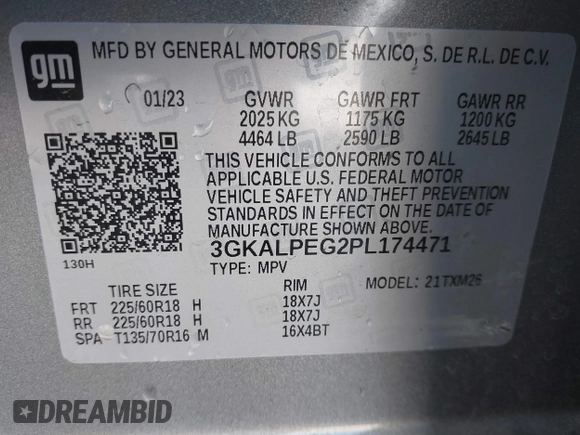 gm
MFD BY GENERAL MOTORS DE MEXICO, S. DE R.L. DE C.V.
01/23 GVWR GAWR FRT GAWR RR
2025 KG 1175 KG 1200 KG
4464 LB 2590 LB 2645 LB
THIS VEHICLE CONFORMS TO ALL
APPLICABLE U.S. FEDERAL MOTOR
VEHICLE SAFETY AND THEFT PREVENTION
STANDARDS IN EFFECT ON THE DATE OF
MANUFACTURE SHOWN ABOVE.
130H
3GKALPEG2PL174471
TYPE: MPV MODEL: 21TXM26
TIRE SIZE RIM
FRT 225/60R18 H 18X7J
RR 225/60R18 H 18X7J
SPA T135/70R16 M 16X4BT
DREAMBID